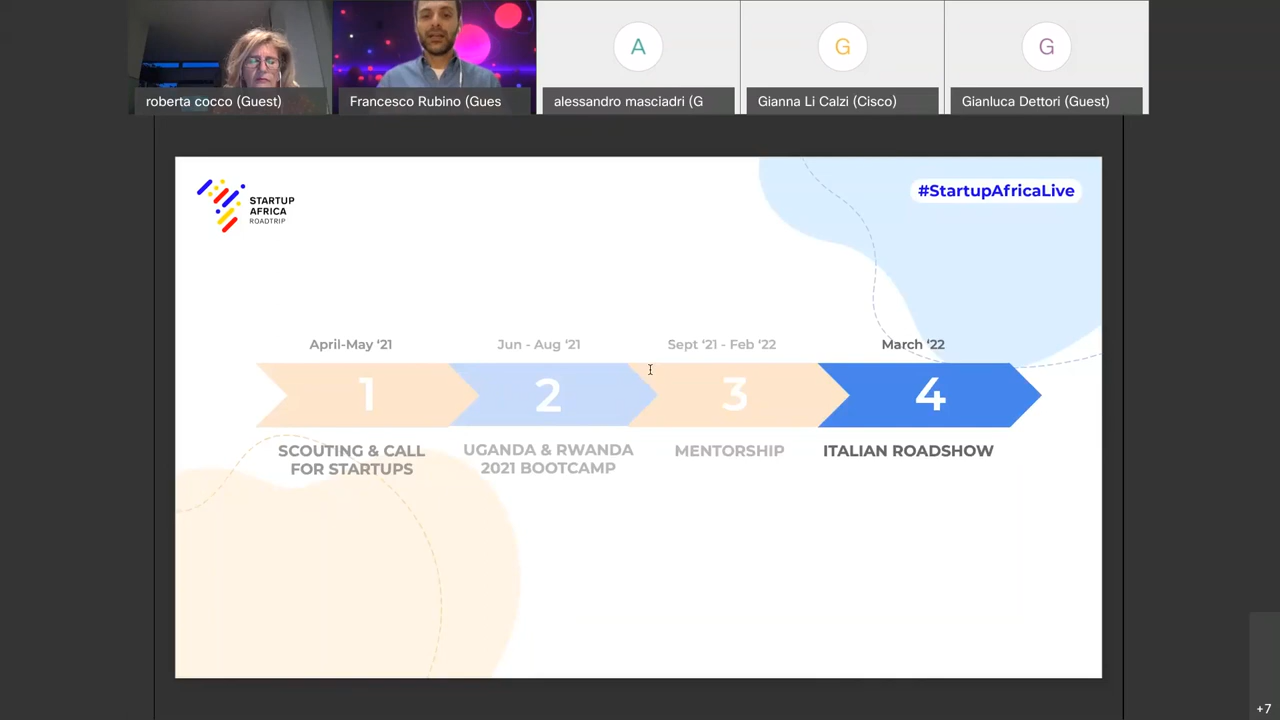 A
G
G
roberta cocco (Guest)
Francesco Rubino (Gues
alessandro masciadri (G
Gianna Li Calzi (Cisco)
Gianluca Dettori (Guest)
STARTUP
AFRICA
ROADTRIP
#StartupAfricaLive
April-May ‘21
Jun - Aug ‘21
Sept ‘21 - Feb ‘22
March ‘22
1
2
3
4
SCOUTING & CALL
FOR STARTUPS
UGANDA & RWANDA
2021 BOOTCAMP
MENTORSHIP
ITALIAN ROADSHOW
+7